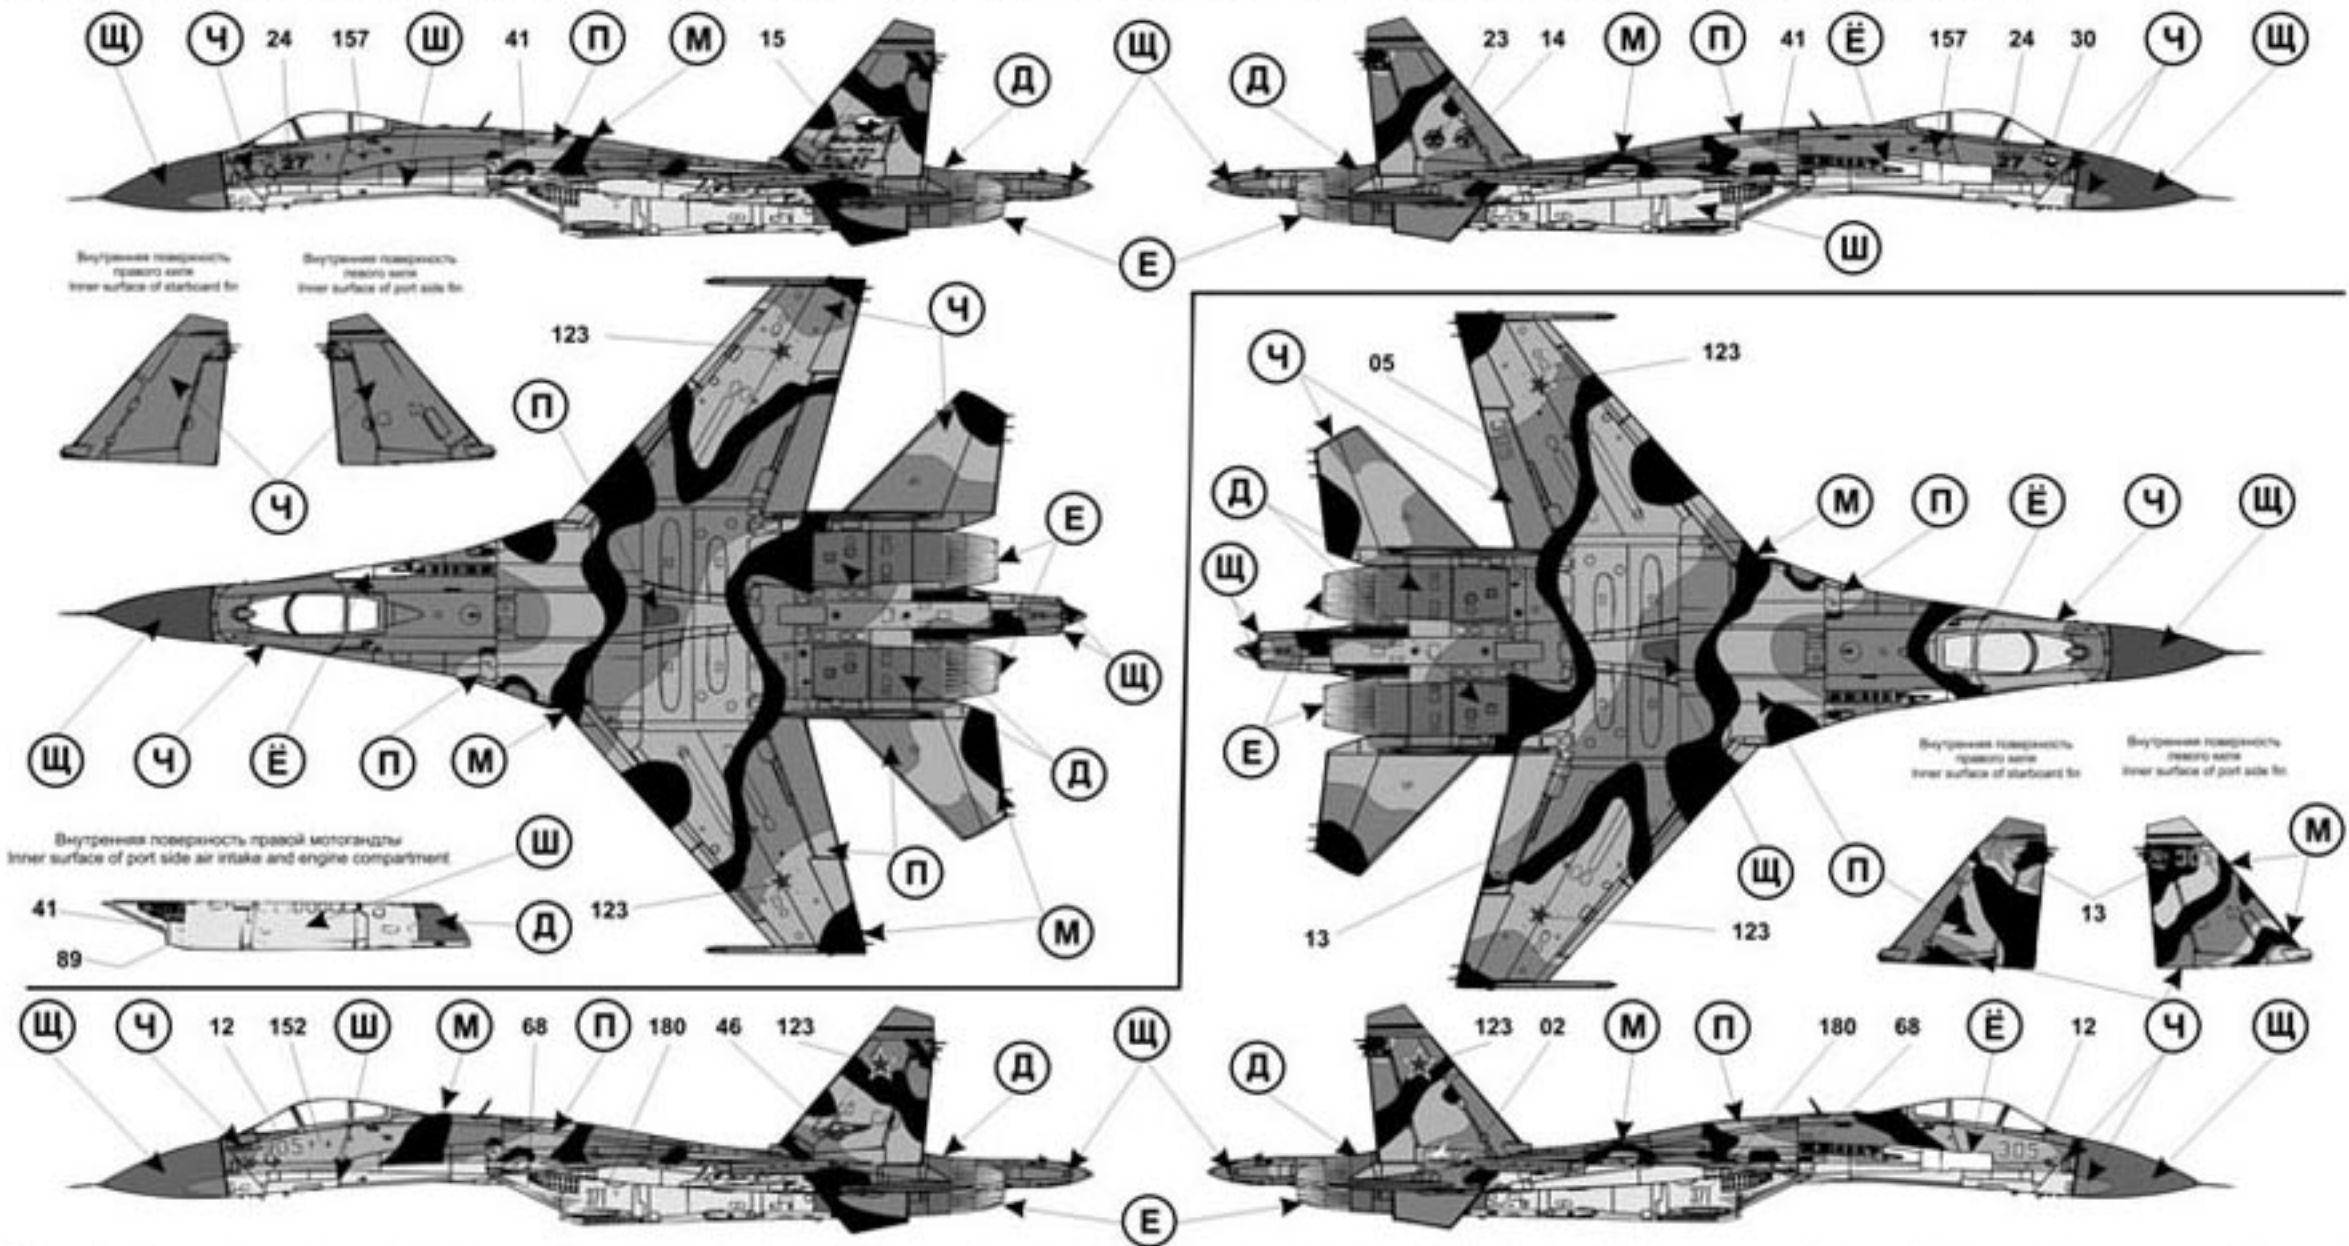 Щ Ч 24 157 Ш 41 П М 15 Щ
Д
27
Е
23 14 М П 41 Ё 157 24 30 Ч Щ
Д
27
Ш
Внутренняя поверхность
правого киля
Inner surface of starboard fin
Внутренняя поверхность
левого киля
Inner surface of port side fin
Ч
123
Ч
П
Е
Щ
Щ Ч Ё П М
Д
П
М
123
Внутренняя поверхность правой мотогандлы
Inner surface of port side air intake and engine compartment
Ш
41
Д
89
Ч 05 123
305
Д М П Ё Ч Щ
Щ
Е
Внутренняя поверхность
правого киля
Inner surface of starboard fin
Внутренняя поверхность
левого киля
Inner surface of port side fin
М
Щ П
13
13
123
Щ Ч 12 152 Ш М 68 П 180 46 123 Щ
Д
Е
123 02 М П 180 68 Ё 12 Ч Щ
Д
305